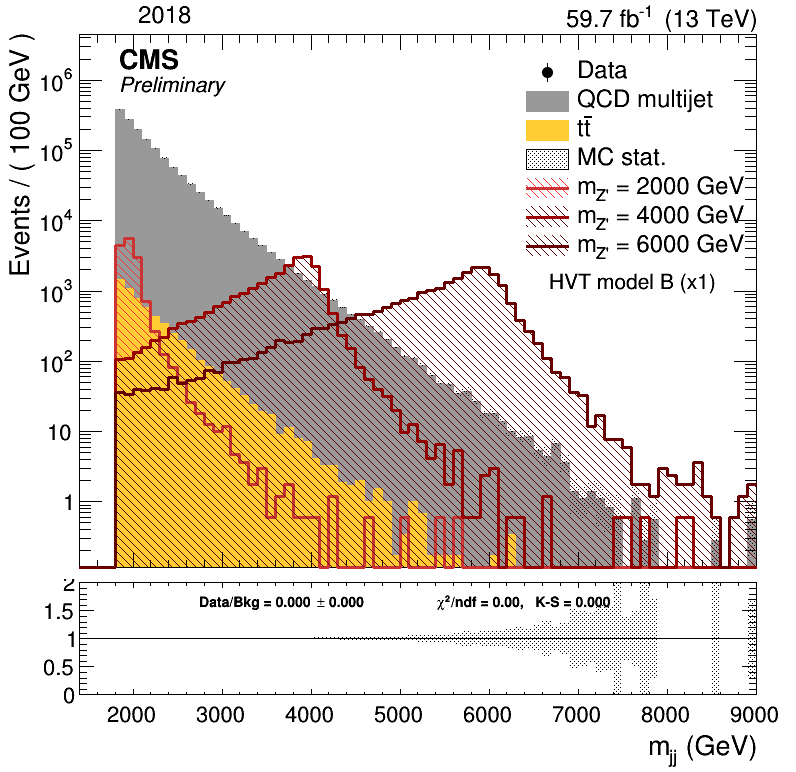 2018
59.7 fb⁻¹ (13 TeV)
CMS
Preliminary
Data
QCD multijet
tt̄
MC stat.
m_Z' = 2000 GeV
m_Z' = 4000 GeV
m_Z' = 6000 GeV
HVT model B (x1)
Events / ( 100 GeV )
10⁶
10⁵
10⁴
10³
10²
10
1
Data/Bkg = 0.000 ± 0.000
χ²/ndf = 0.00, K-S = 0.000
2
1.5
1
0.5
0
2000 3000 4000 5000 6000 7000 8000 9000
m_jj (GeV)